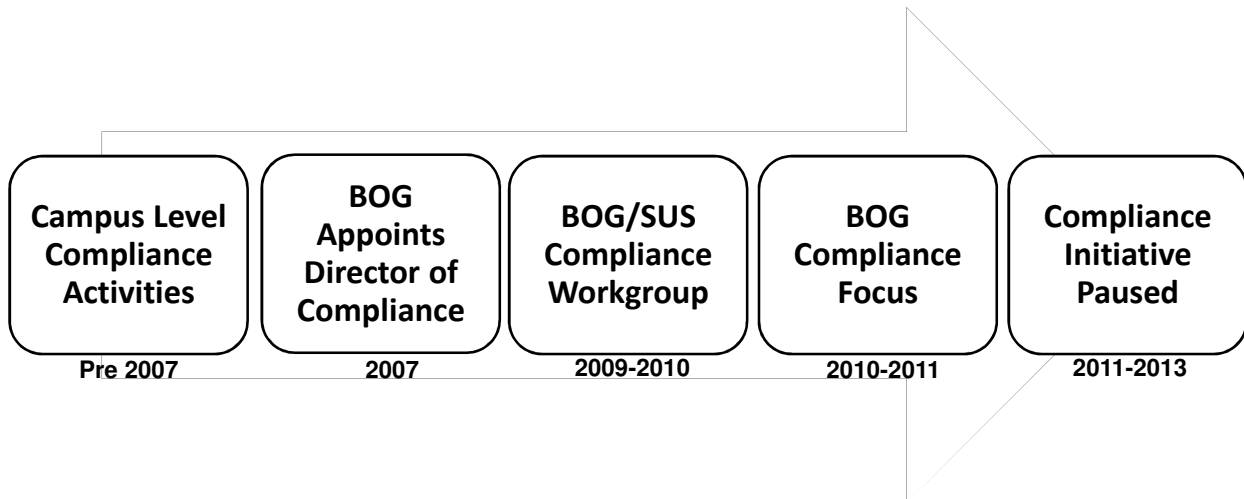 Campus Level
Compliance
Activities
Pre 2007
BOG
Appoints
Director of
Compliance
2007
BOG/SUS
Compliance
Workgroup
2009-2010
BOG
Compliance
Focus
2010-2011
Compliance
Initiative
Paused
2011-2013